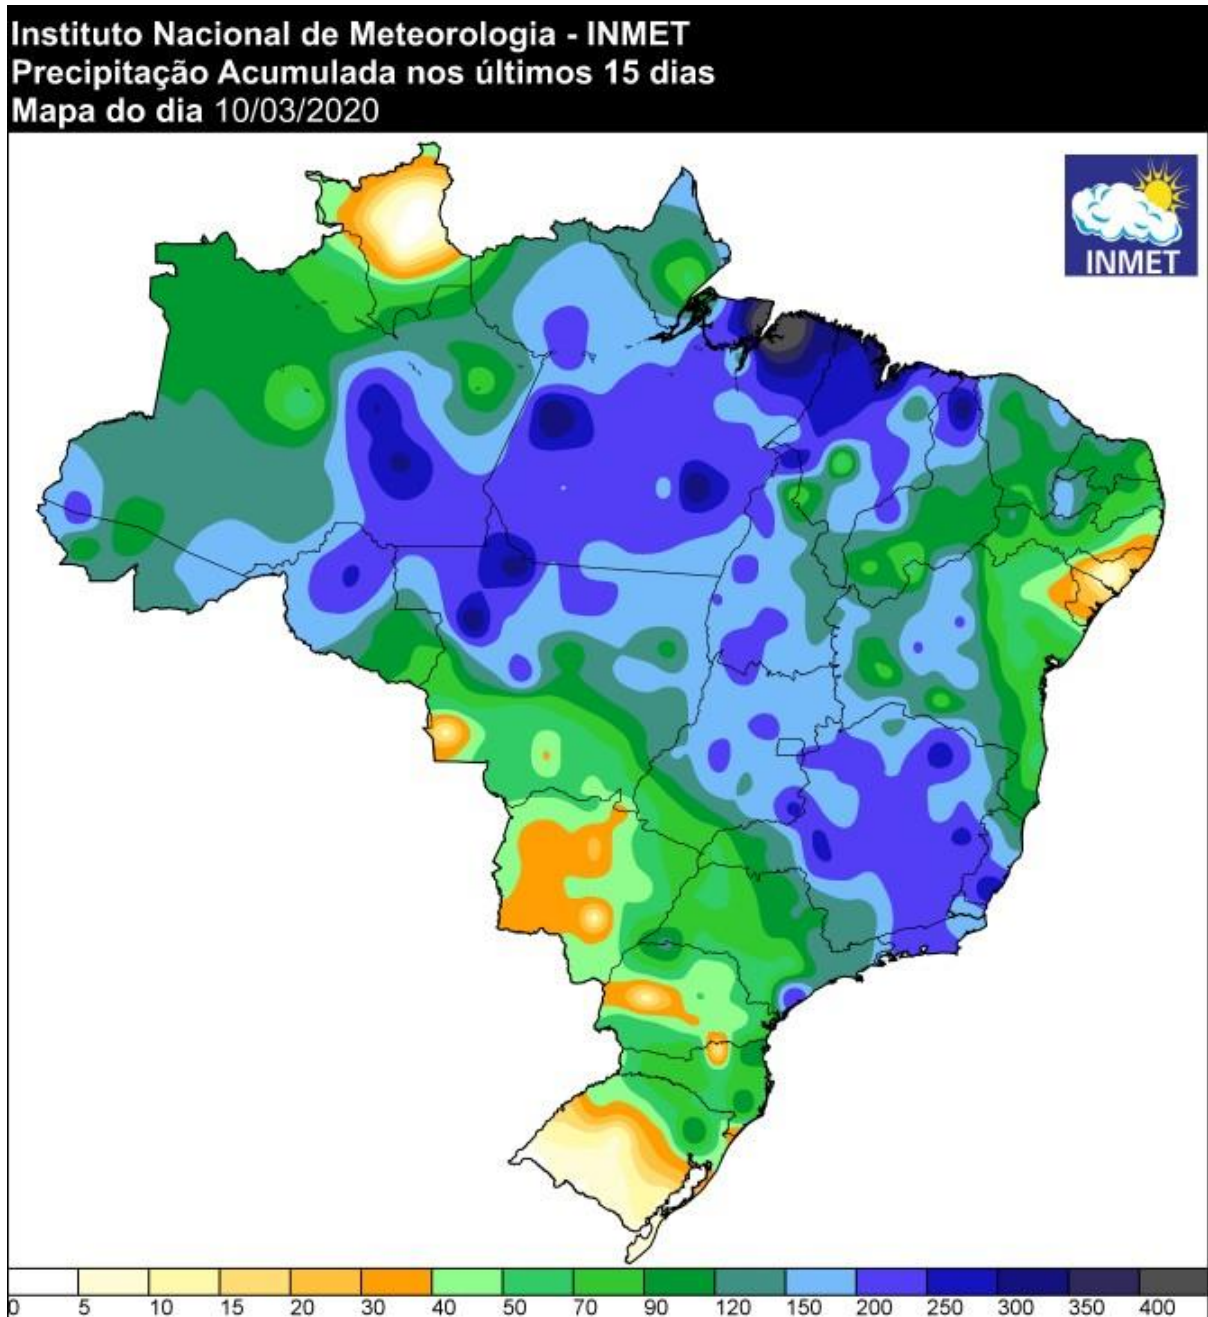 Instituto Nacional de Meteorologia - INMET
Precipitação Acumulada nos últimos 15 dias
Mapa do dia 10/03/2020
INMET
0 5 10 15 20 30 40 50 70 90 120 150 200 250 300 350 400